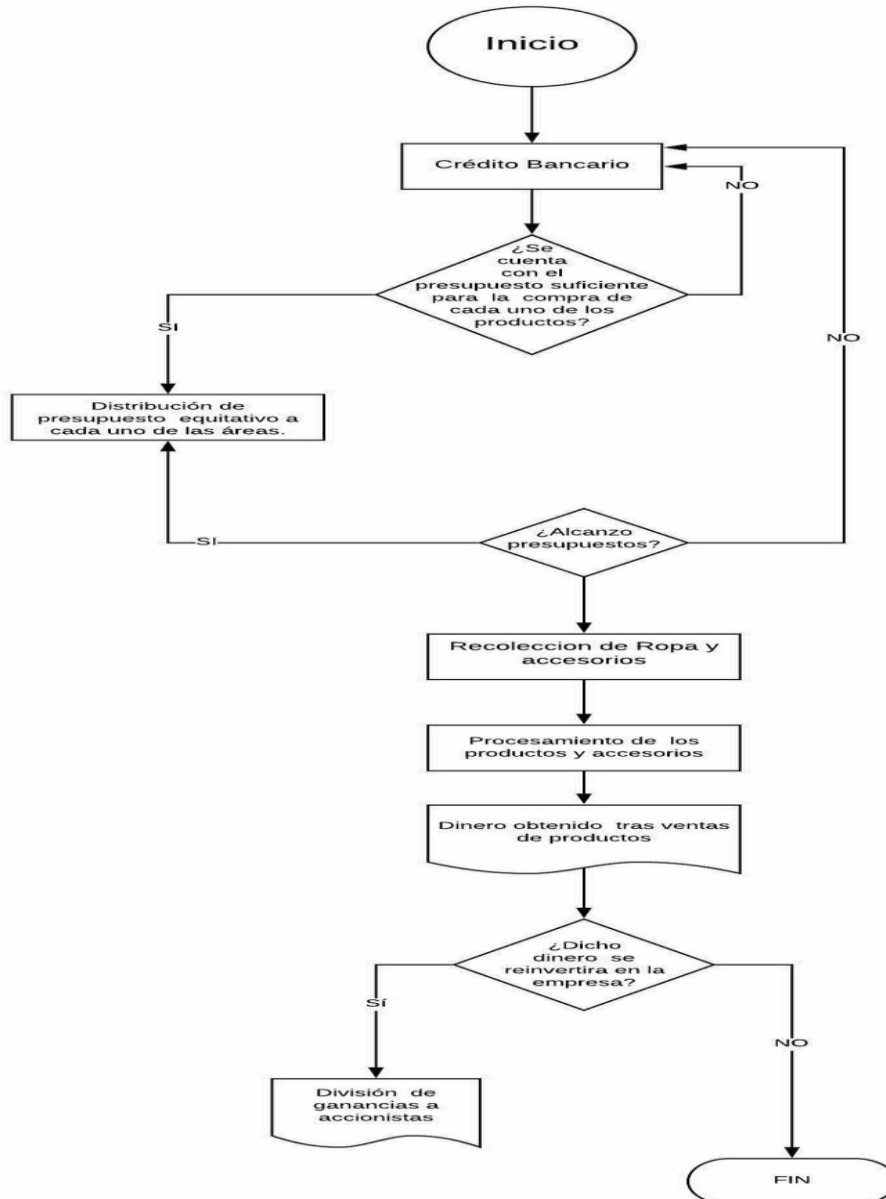 Inicio
Crédito Bancario
NO
¿Se
cuenta
con el
presupuesto suficiente
para la compra de
cada uno de los
productos?
SI
NO
Distribución de
presupuesto equitativo a
cada uno de las áreas.
¿Alcanzo
presupuestos?
SI
Recoleccion de Ropa y
accesorios
Procesamiento de los
productos y accesorios
Dinero obtenido tras ventas
de productos
¿Dicho
dinero se
reinvertira en la
empresa?
Sí
NO
División de
ganancias a
accionistas
FIN